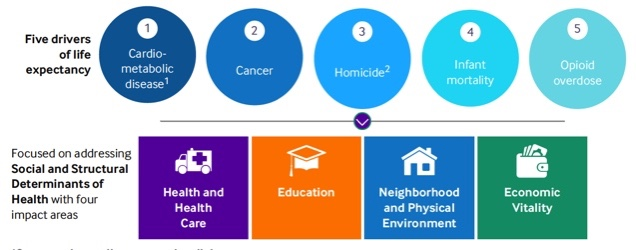 Five drivers
of life
expectancy
1
Cardio-
metabolic
disease1
2
Cancer
3
Homicide2
4
Infant
mortality
5
Opioid
overdose
Focused on addressing
Social and Structural
Determinants of
Health with four
impact areas
Health and
Health
Care
Education
Neighborhood
and Physical
Environment
Economic
Vitality